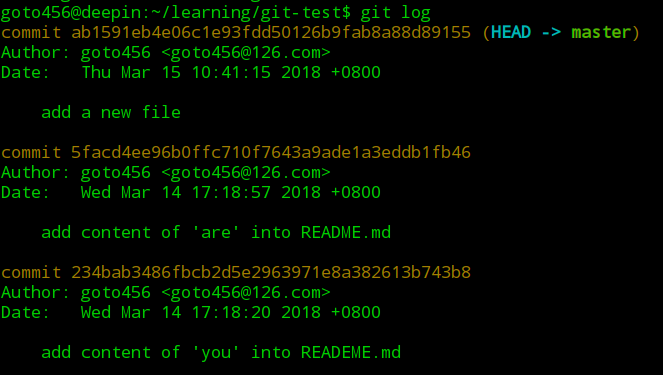 goto456@deepin:~/learning/git-test$ git log
commit ab1591eb4e06c1e93fdd50126b9fab8a88d89155 (HEAD -> master)
Author: goto456 <goto456@126.com>
Date:   Thu Mar 15 10:41:15 2018 +0800
    add a new file
commit 5facd4ee96b0ffc710f7643a9ade1a3eddb1fb46
Author: goto456 <goto456@126.com>
Date:   Wed Mar 14 17:18:57 2018 +0800
    add content of 'are' into README.md
commit 234bab3486fbcb2d5e2963971e8a382613b743b8
Author: goto456 <goto456@126.com>
Date:   Wed Mar 14 17:18:20 2018 +0800
    add content of 'you' into READEME.md